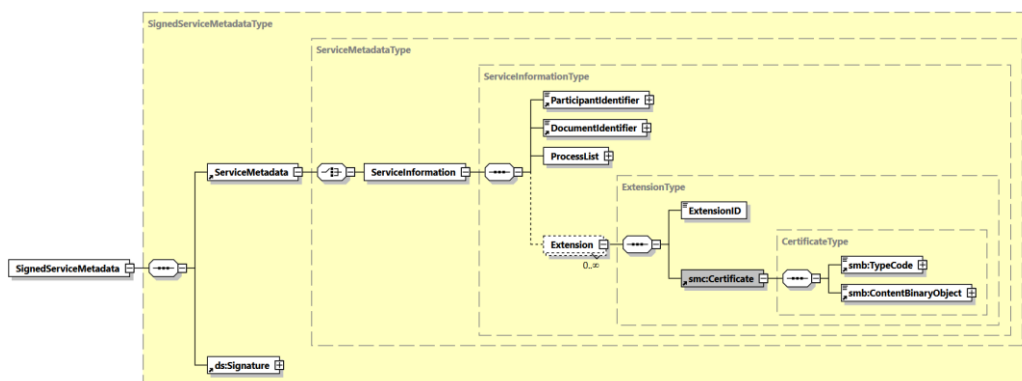 SignedServiceMetadataType
ServiceMetadataType
ServiceInformationType
ParticipantIdentifier
DocumentIdentifier
ProcessList
ServiceMetadata
ServiceInformation
ExtensionType
ExtensionID
CertificateType
Extension
0..∞
smc:Certificate
smb:TypeCode
smb:ContentBinaryObject
SignedServiceMetadata
ds:Signature